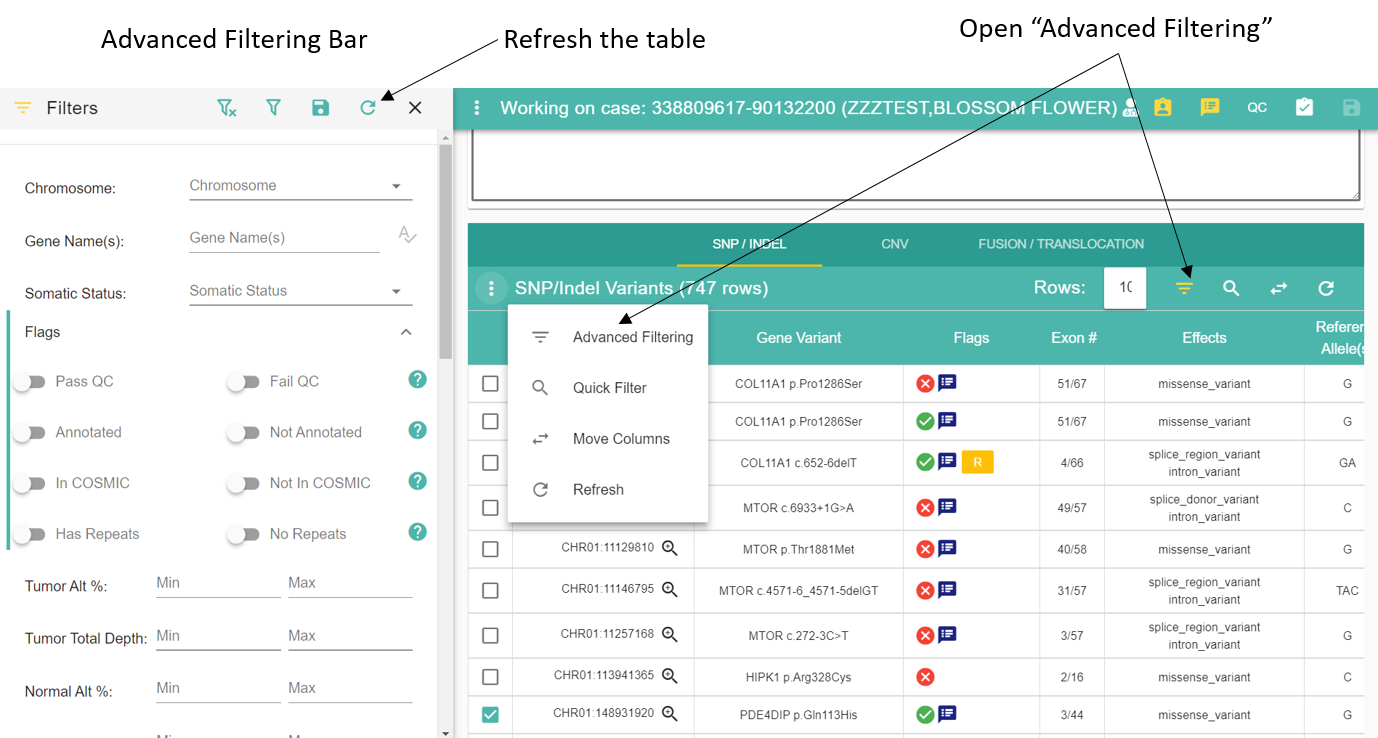 Advanced Filtering Bar
Refresh the table
Open “Advanced Filtering”
Filters
Chromosome:
Chromosome
Gene Name(s):
Gene Name(s)
Somatic Status:
Somatic Status
Flags
Pass QC
Fail QC
Annotated
Not Annotated
In COSMIC
Not In COSMIC
Has Repeats
No Repeats
Tumor Alt %:
Min
Max
Tumor Total Depth:
Min
Max
Normal Alt %:
Min
Max
Working on case: 338809617-90132200 (ZZZTEST,BLOSSOM FLOWER)
QC
SNP / INDEL
CNV
FUSION / TRANSLOCATION
SNP/Indel Variants (747 rows)
Rows:
Advanced Filtering
Quick Filter
Move Columns
Refresh
Gene Variant
Flags
Exon #
Effects
COL11A1 p.Pro1286Ser
51/67
missense_variant
G
COL11A1 p.Pro1286Ser
51/67
missense_variant
G
COL11A1 c.652-6delT
R
4/66
splice_region_variant
intron_variant
GA
MTOR c.6933+1G>A
49/57
splice_donor_variant
intron_variant
C
CHR01:11129810
MTOR p.Thr1881Met
40/58
missense_variant
G
CHR01:11146795
MTOR c.4571-6_4571-5delGT
31/57
splice_region_variant
intron_variant
TAC
CHR01:11257168
MTOR c.272-3C>T
3/57
splice_region_variant
intron_variant
G
CHR01:113941365
HIPK1 p.Arg328Cys
2/16
missense_variant
C
CHR01:148931920
PDE4DIP p.Gln113His
3/44
missense_variant
G